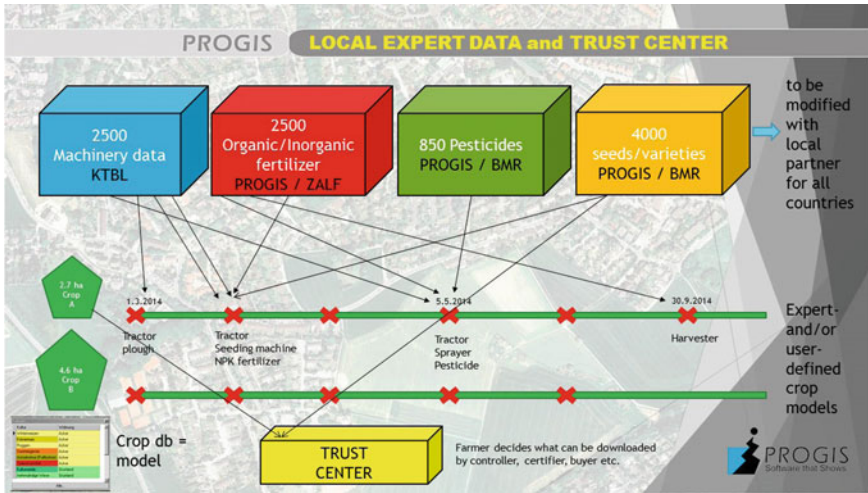 PROGIS
LOCAL EXPERT DATA and TRUST CENTER
2500
Machinery data
KTBL
2500
Organic/Inorganic
fertilizer
PROGIS / ZALF
850 Pesticides
PROGIS / BMR
4000
seeds/varieties
PROGIS / BMR
to be
modified
with
local
partner
for all
countries
2.7 ha
Crop
A
1.3.2014
5.5.2014
30.9.2014
Tractor
plough
Tractor
Seeding machine
NPK fertilizer
Tractor
Sprayer
Pesticide
Harvester
Expert-
and/or
user-
defined
crop
models
4.6 ha
Crop
B
Crop db =
model
TRUST
CENTER
Farmer decides what can be downloaded
by controller, certifier, buyer etc.
PROGIS
Software that Shows